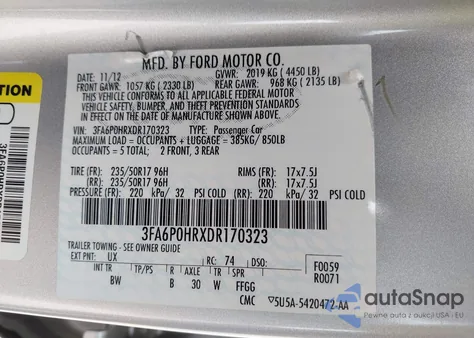 MFD. BY FORD MOTOR CO.
DATE: 11/12 GVWR: 2019 KG ( 4450 LB)
FRONT GAWR: 1057 KG ( 2330 LB) REAR GAWR: 968 KG ( 2135 LB)
THIS VEHICLE CONFORMS TO ALL APPLICABLE FEDERAL MOTOR
VEHICLE SAFETY, BUMPER, AND THEFT PREVENTION STANDARDS
IN EFFECT ON THE DATE OF MANUFACTURE SHOWN ABOVE.
VIN: 3FA6P0HRXDR170323 TYPE: Passenger Car
MAXIMUM LOAD = OCCUPANTS + LUGGAGE = 385KG/ 850LB
OCCUPANTS = 5 TOTAL; 2 FRONT, 3 REAR
TIRE (FR): 235/50R17 96H RIMS (FR): 17x7.5J
(RR): 235/50R17 96H (RR): 17x7.5J
PRESSURE (FR): 220 kPa/ 32 PSI COLD (RR): 220 kPa/ 32 PSI COLD
3FA6P0HRXDR170323
TRAILER TOWING - SEE OWNER GUIDE
EXT PNT: UX RC: 74 DSO: F0059
INT TR TP/PS R AXLE TR SPR R0071
BW B 30 W FFGG
CMC ▽5U5A-5420472-AA
autoSnap